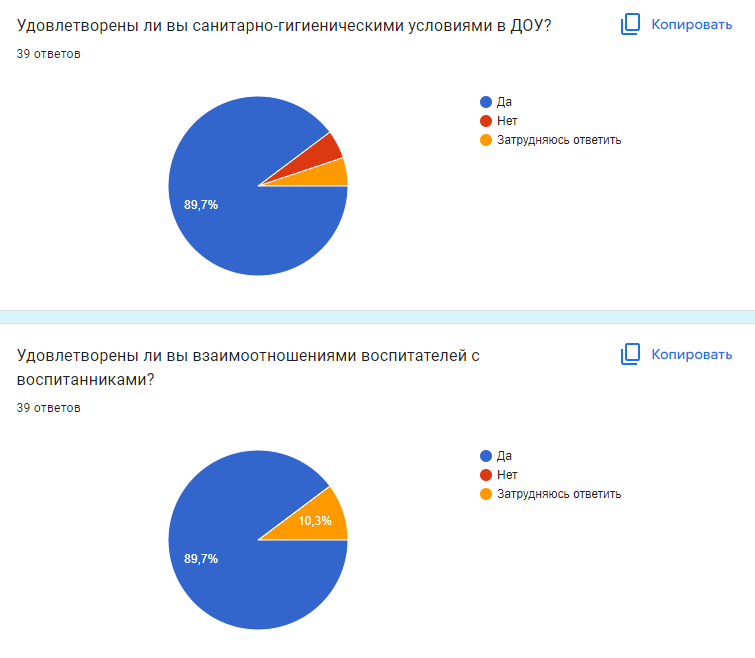 Удовлетворены ли вы санитарно-гигиеническими условиями в ДОУ?
Копировать
39 ответов
Да
Нет
Затрудняюсь ответить
89,7%
Удовлетворены ли вы взаимоотношениями воспитателей с
воспитанниками?
Копировать
39 ответов
Да
Нет
Затрудняюсь ответить
10,3%
89,7%